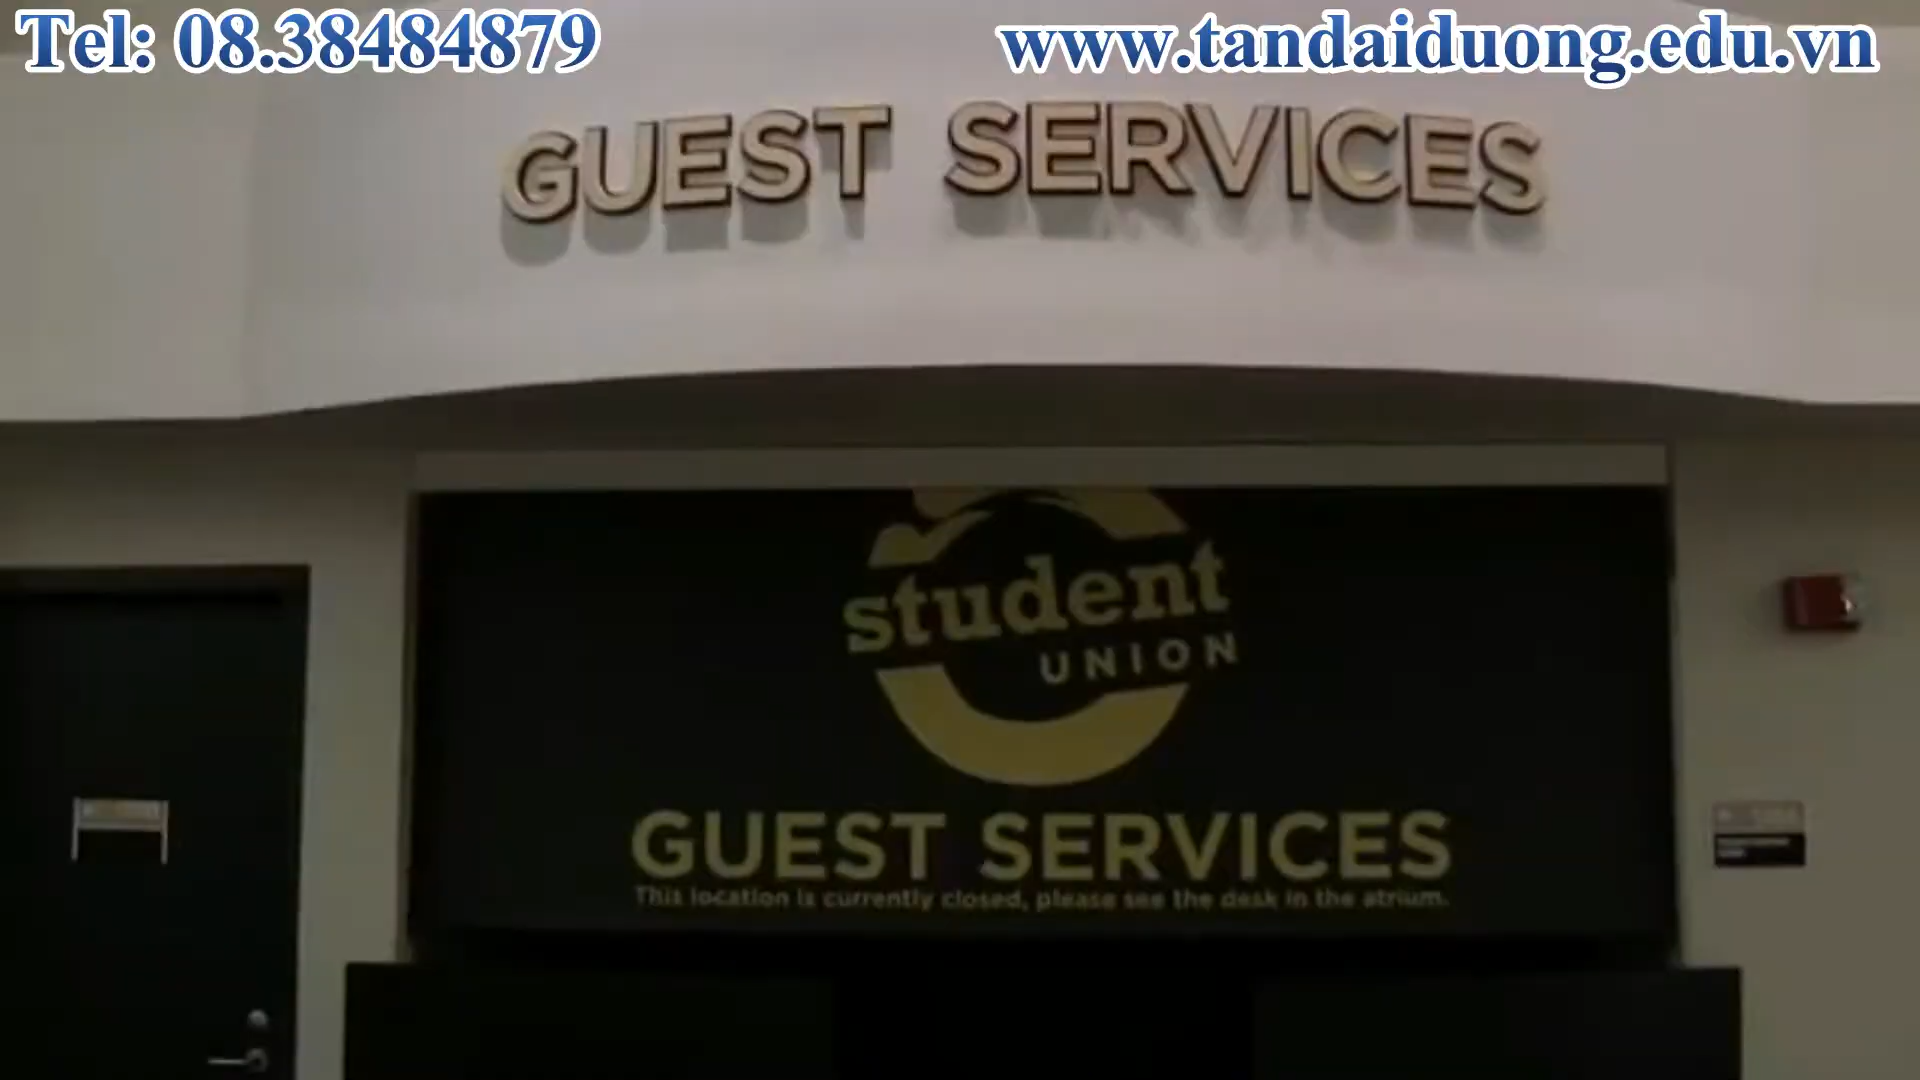 Tel: 08.38484879
www.tandaiduong.edu.vn
GUEST SERVICES
student
UNION
GUEST SERVICES
This location is currently closed, please see the desk in the atrium.